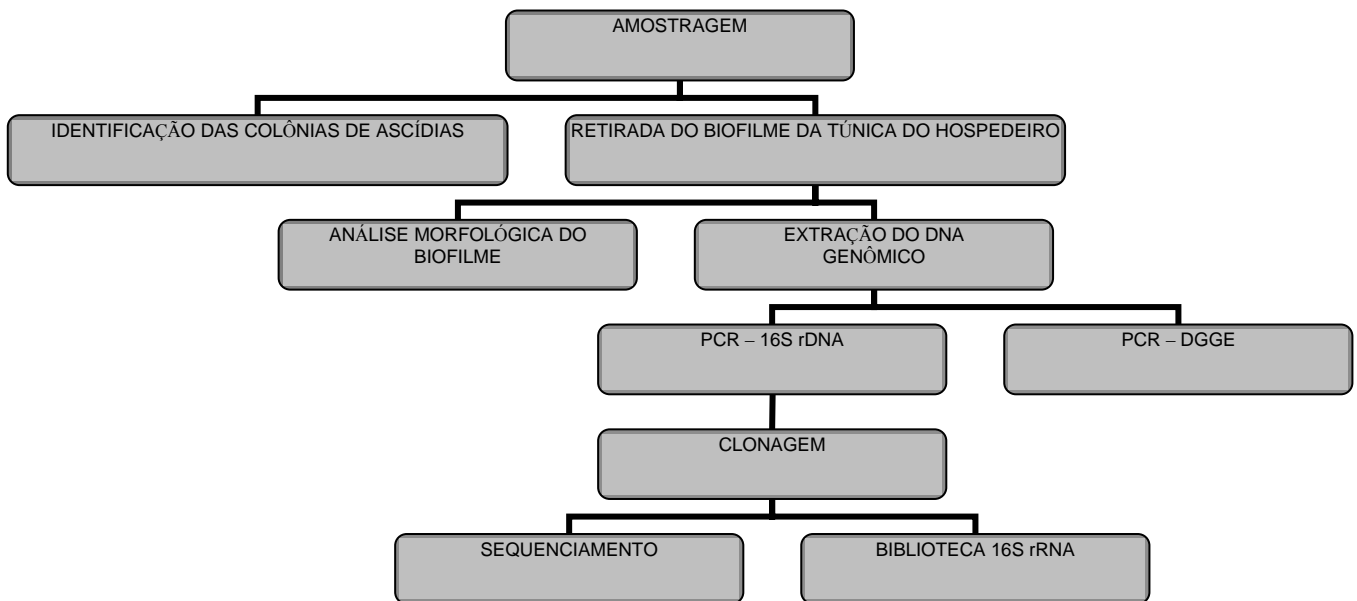 AMOSTRAGEM
IDENTIFICAÇÃO DAS COLÔNIAS DE ASCÍDIAS
RETIRADA DO BIOFILME DA TÚNICA DO HOSPEDEIRO
ANÁLISE MORFOLÓGICA DO
BIOFILME
EXTRAÇÃO DO DNA
GENÔMICO
PCR – 16S rDNA
PCR – DGGE
CLONAGEM
SEQUENCIAMENTO
BIBLIOTECA 16S rRNA